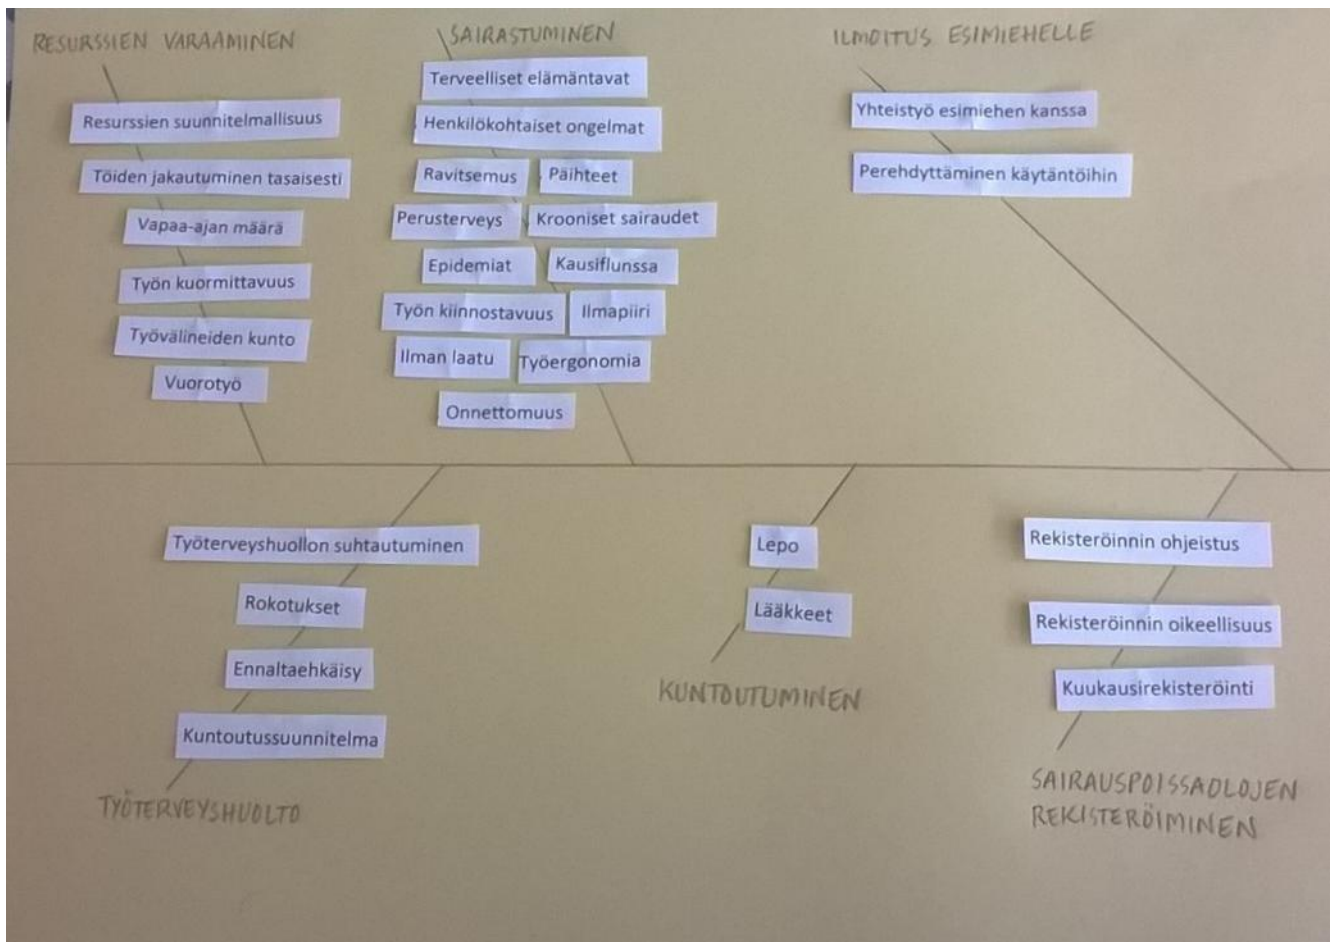 RESURSSIEN VARAAMINEN
Resurssien suunnitelmallisuus
Töiden jakautuminen tasaisesti
Vapaa-ajan määrä
Työn kuormittavuus
Työvälineiden kunto
Vuorotyö
SAIRASTUMINEN
Terveelliset elämäntavat
Henkilökohtaiset ongelmat
Ravitsemus Päihteet
Perusterveys Krooniset sairaudet
Epidemiat Kausiflunssa
Työn kiinnostavuus Ilmapiiri
Ilman laatu Työergonomia
Onnettomuus
ILMOITUS ESIMIEHELLE
Yhteistyö esimiehen kanssa
Perehdyttäminen käytäntöihin
Työterveyshuollon suhtautuminen
Rokotukset
Ennaltaehkäisy
Kuntoutussuunnitelma
TYÖTERVEYSHUOLTO
Lepo
Lääkkeet
KUNTOUTUMINEN
Rekisteröinnin ohjeistus
Rekisteröinnin oikeellisuus
Kuukausirekisteröinti
SAIRAUSPOISSAOLOJEN
REKISTERÖIMINEN